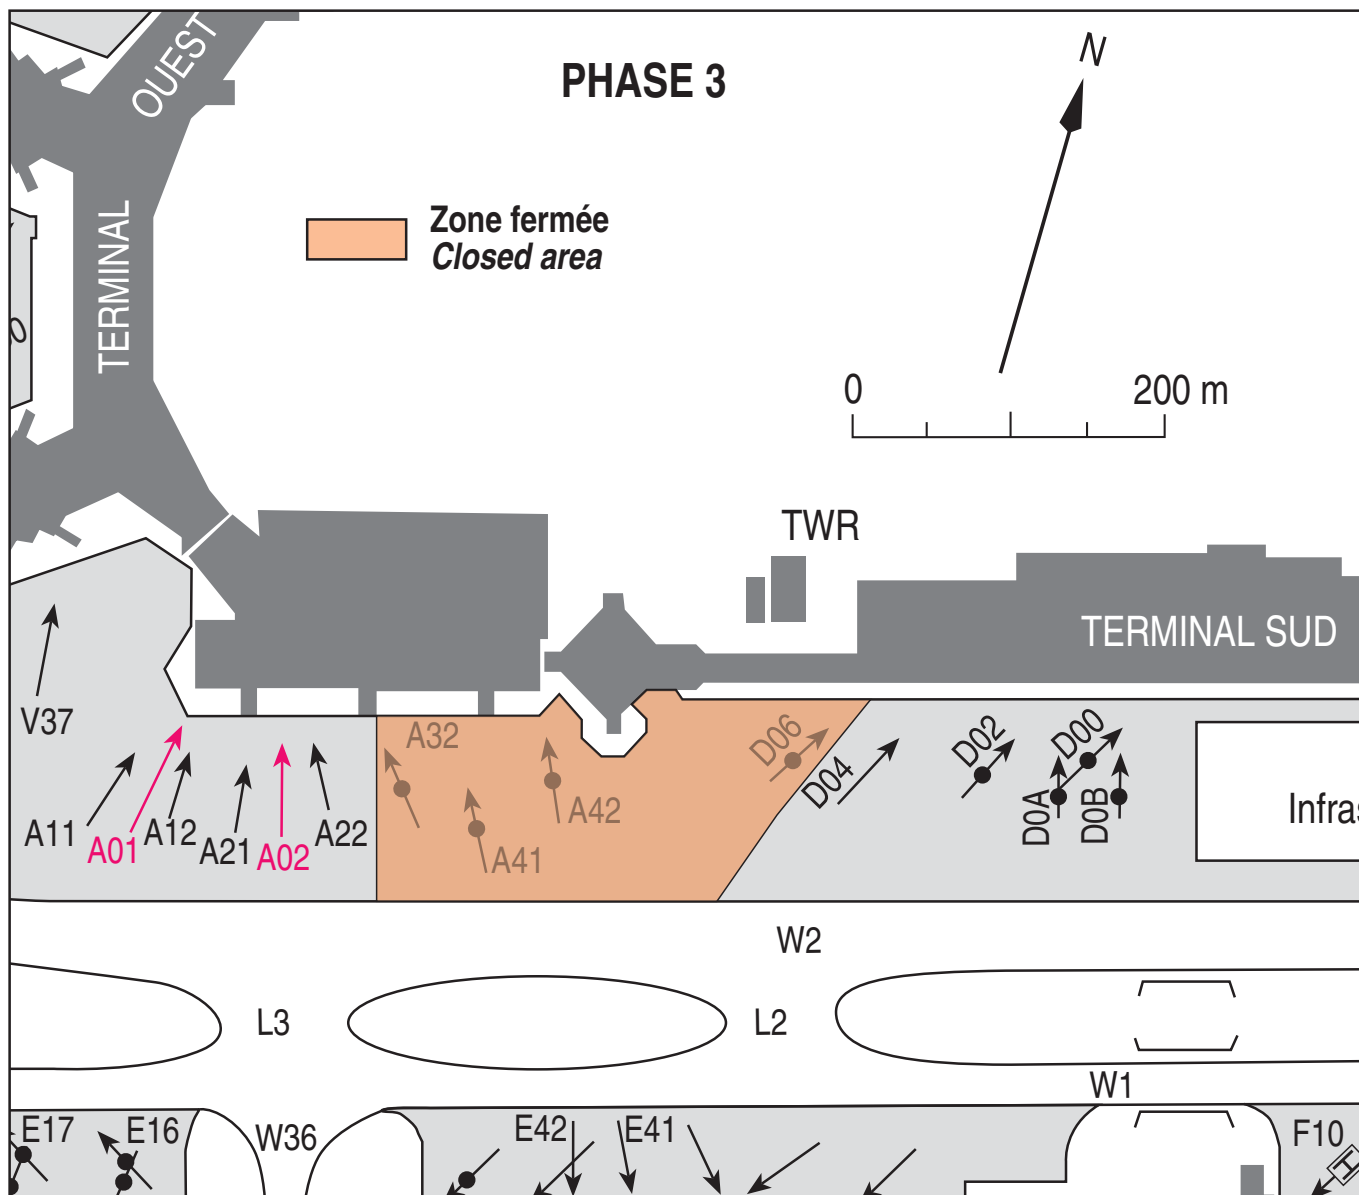 PHASE 3
N
OUEST
TERMINAL
Zone fermée
Closed area
0 200 m
TWR
TERMINAL SUD
V37
A11
A01
A12
A21
A02
A22
A32
A41
A42
D06
D04
D02
D00
D0A
D0B
Infras
W2
L3
L2
W1
E17
E16
W36
E42
E41
F10
H